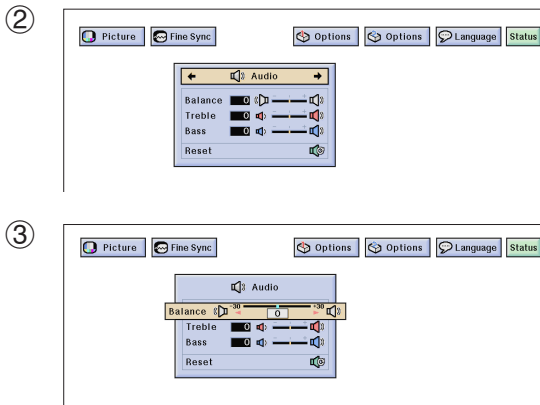 ②
Picture Fine Sync Options Options Language Status
Audio
Balance 0 - +
Treble 0 - +
Bass 0 - +
Reset
③
Picture Fine Sync Options Options Language Status
Audio
Balance -30 0 +30
Treble 0 - +
Bass 0 - +
Reset